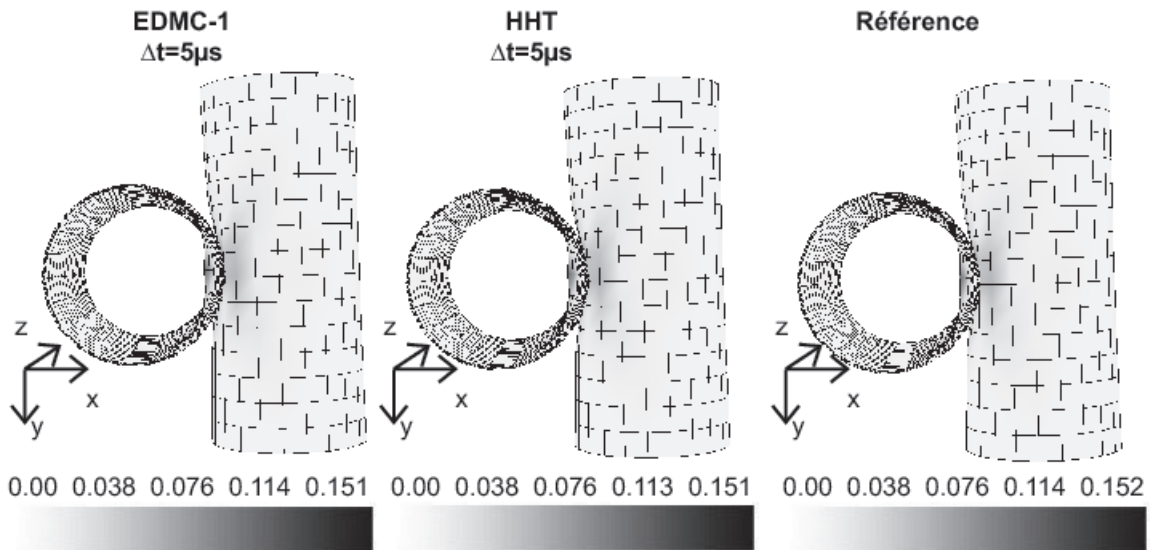 EDMC-1
Δt=5μs
HHT
Δt=5μs
Référence
z
x
y
z
x
y
z
x
y
0.00 0.038 0.076 0.114 0.151
0.00 0.038 0.076 0.113 0.151
0.00 0.038 0.076 0.114 0.152